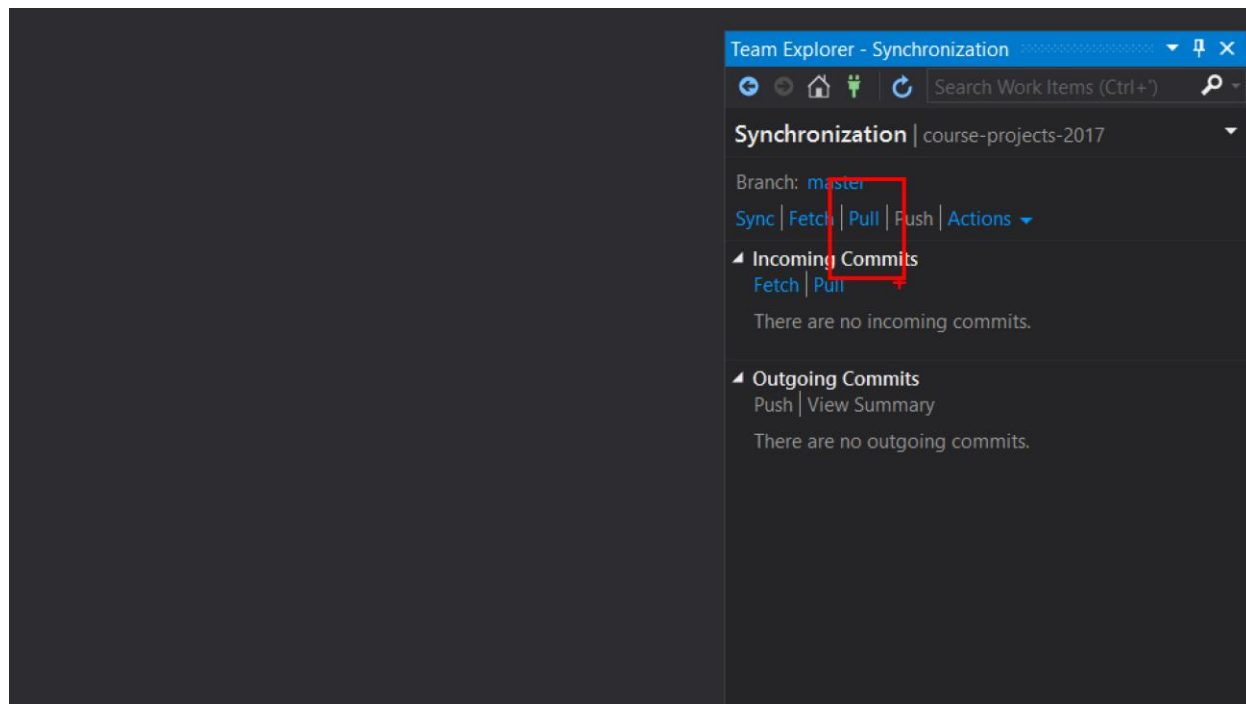 Team Explorer - Synchronization
Search Work Items (Ctrl+')
Synchronization | course-projects-2017
Branch: master
Sync | Fetch | Pull | Push | Actions
Incoming Commits
Fetch | Pull
There are no incoming commits.
Outgoing Commits
Push | View Summary
There are no outgoing commits.